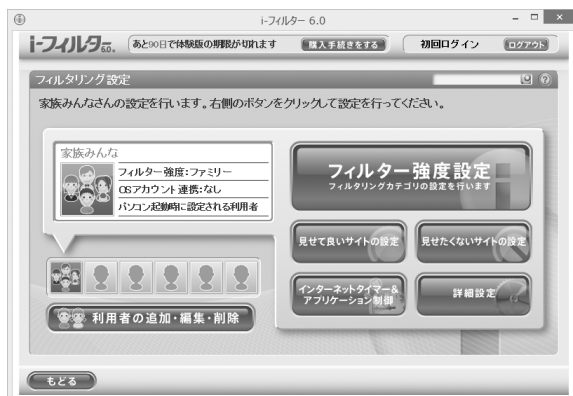 i-フィルター 6.0
i-フィルター6.0. あと90日で体験版の期限が切れます 購入手続きをする 初回ログイン ログアウト
フィルタリング設定
家族みんなさんの設定を行います。右側のボタンをクリックして設定を行ってください。
家族みんな
フィルター強度:ファミリー
OSアカウント連携:なし
パソコン起動時に設定される利用者
利用者の追加・編集・削除
フィルター強度設定
フィルタリングカテゴリの設定を行います
見せて良いサイトの設定
見せたくないサイトの設定
インターネットタイマー&
アプリケーション制御
詳細設定
もどる